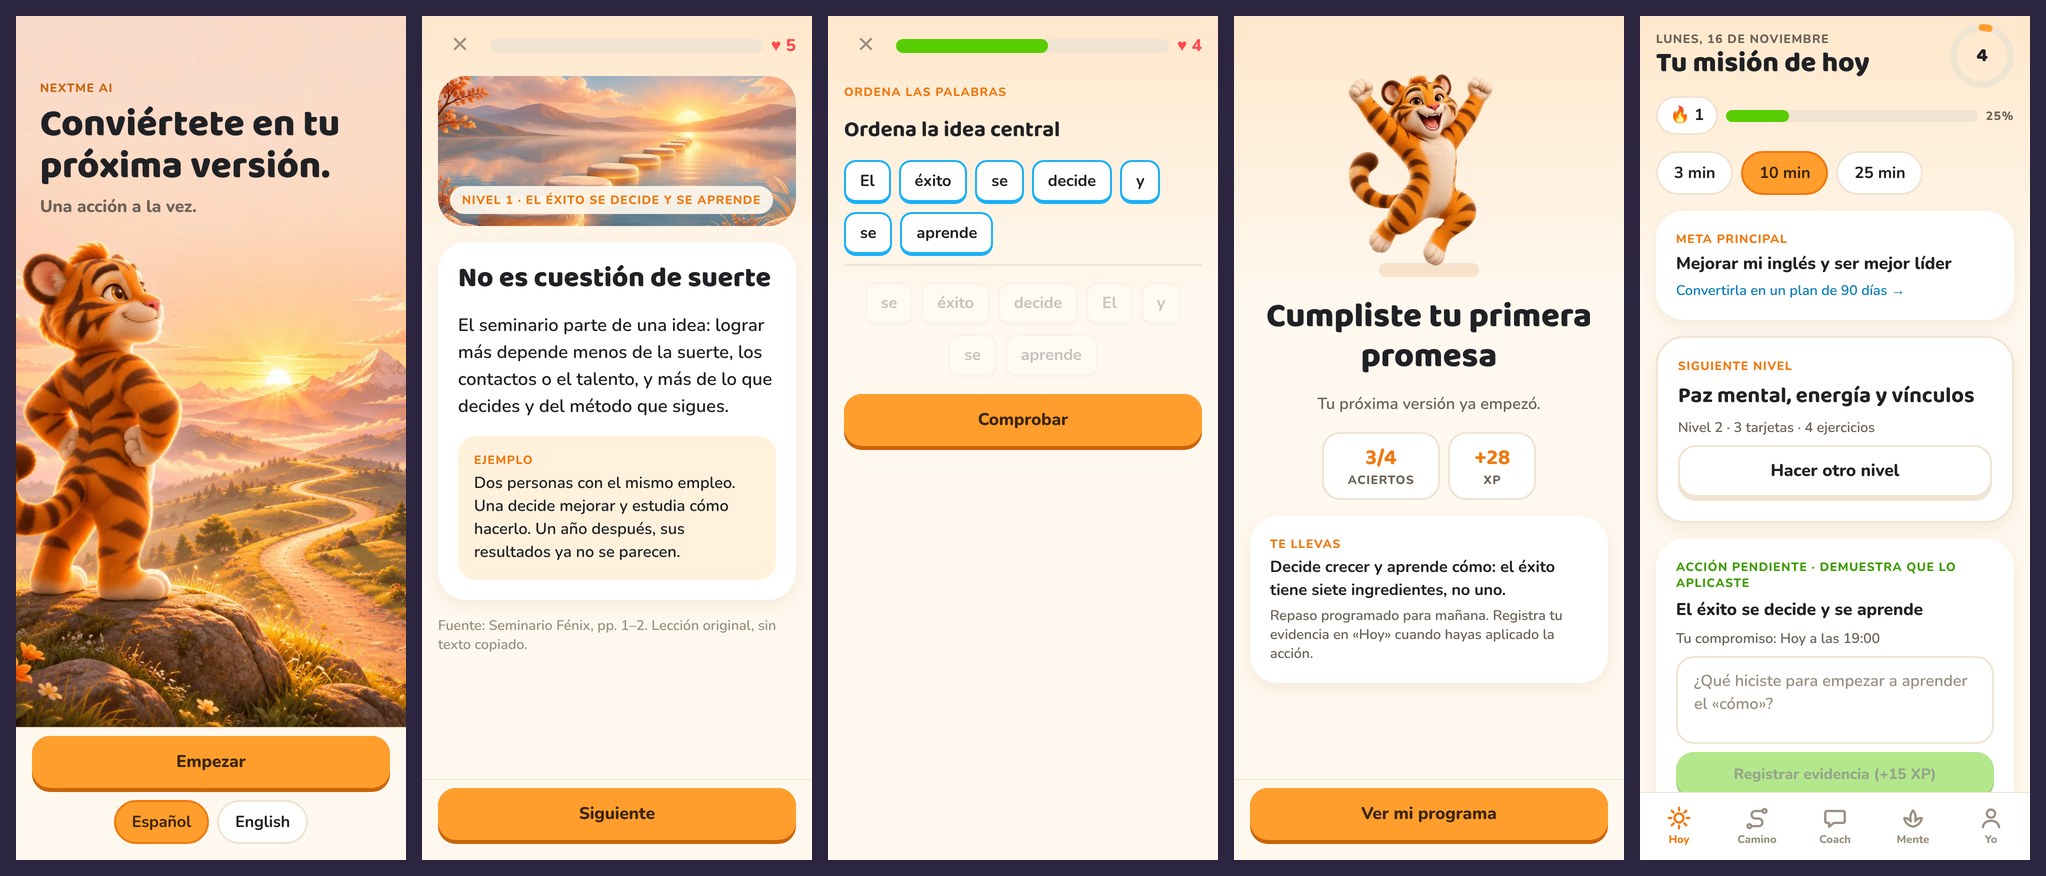 NEXTME AI
Conviértete en tu
próxima versión.
Una acción a la vez.
Empezar
Español
English
✕
♥ 5
NIVEL 1 · EL ÉXITO SE DECIDE Y SE APRENDE
No es cuestión de suerte
El seminario parte de una idea: lograr
más depende menos de la suerte, los
contactos o el talento, y más de lo que
decides y del método que sigues.
EJEMPLO
Dos personas con el mismo empleo.
Una decide mejorar y estudia cómo
hacerlo. Un año después, sus
resultados ya no se parecen.
Fuente: Seminario Fénix, pp. 1–2. Lección original, sin
texto copiado.
Siguiente
✕
♥ 4
ORDENA LAS PALABRAS
Ordena la idea central
El éxito se decide y
se aprende
se éxito decide El y
se aprende
Comprobar
Cumpliste tu primera
promesa
Tu próxima versión ya empezó.
3/4 +28
ACIERTOS XP
TE LLEVAS
Decide crecer y aprende cómo: el éxito
tiene siete ingredientes, no uno.
Repaso programado para mañana. Registra tu
evidencia en «Hoy» cuando hayas aplicado la
acción.
Ver mi programa
LUNES, 16 DE NOVIEMBRE
Tu misión de hoy
4
🔥 1
25%
3 min 10 min 25 min
META PRINCIPAL
Mejorar mi inglés y ser mejor líder
Convertirla en un plan de 90 días →
SIGUIENTE NIVEL
Paz mental, energía y vínculos
Nivel 2 · 3 tarjetas · 4 ejercicios
Hacer otro nivel
ACCIÓN PENDIENTE · DEMUESTRA QUE LO
APLICASTE
El éxito se decide y se aprende
Tu compromiso: Hoy a las 19:00
¿Qué hiciste para empezar a aprender
el «cómo»?
Registrar evidencia (+15 XP)
Hoy Camino Coach Mente Yo